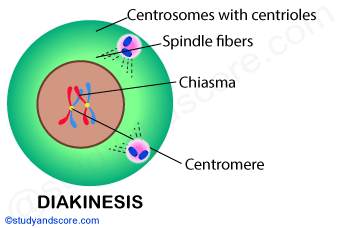 Centrosomes with centrioles
Spindle fibers
Chiasma
Centromere
DIAKINESIS
©studyandscore.com